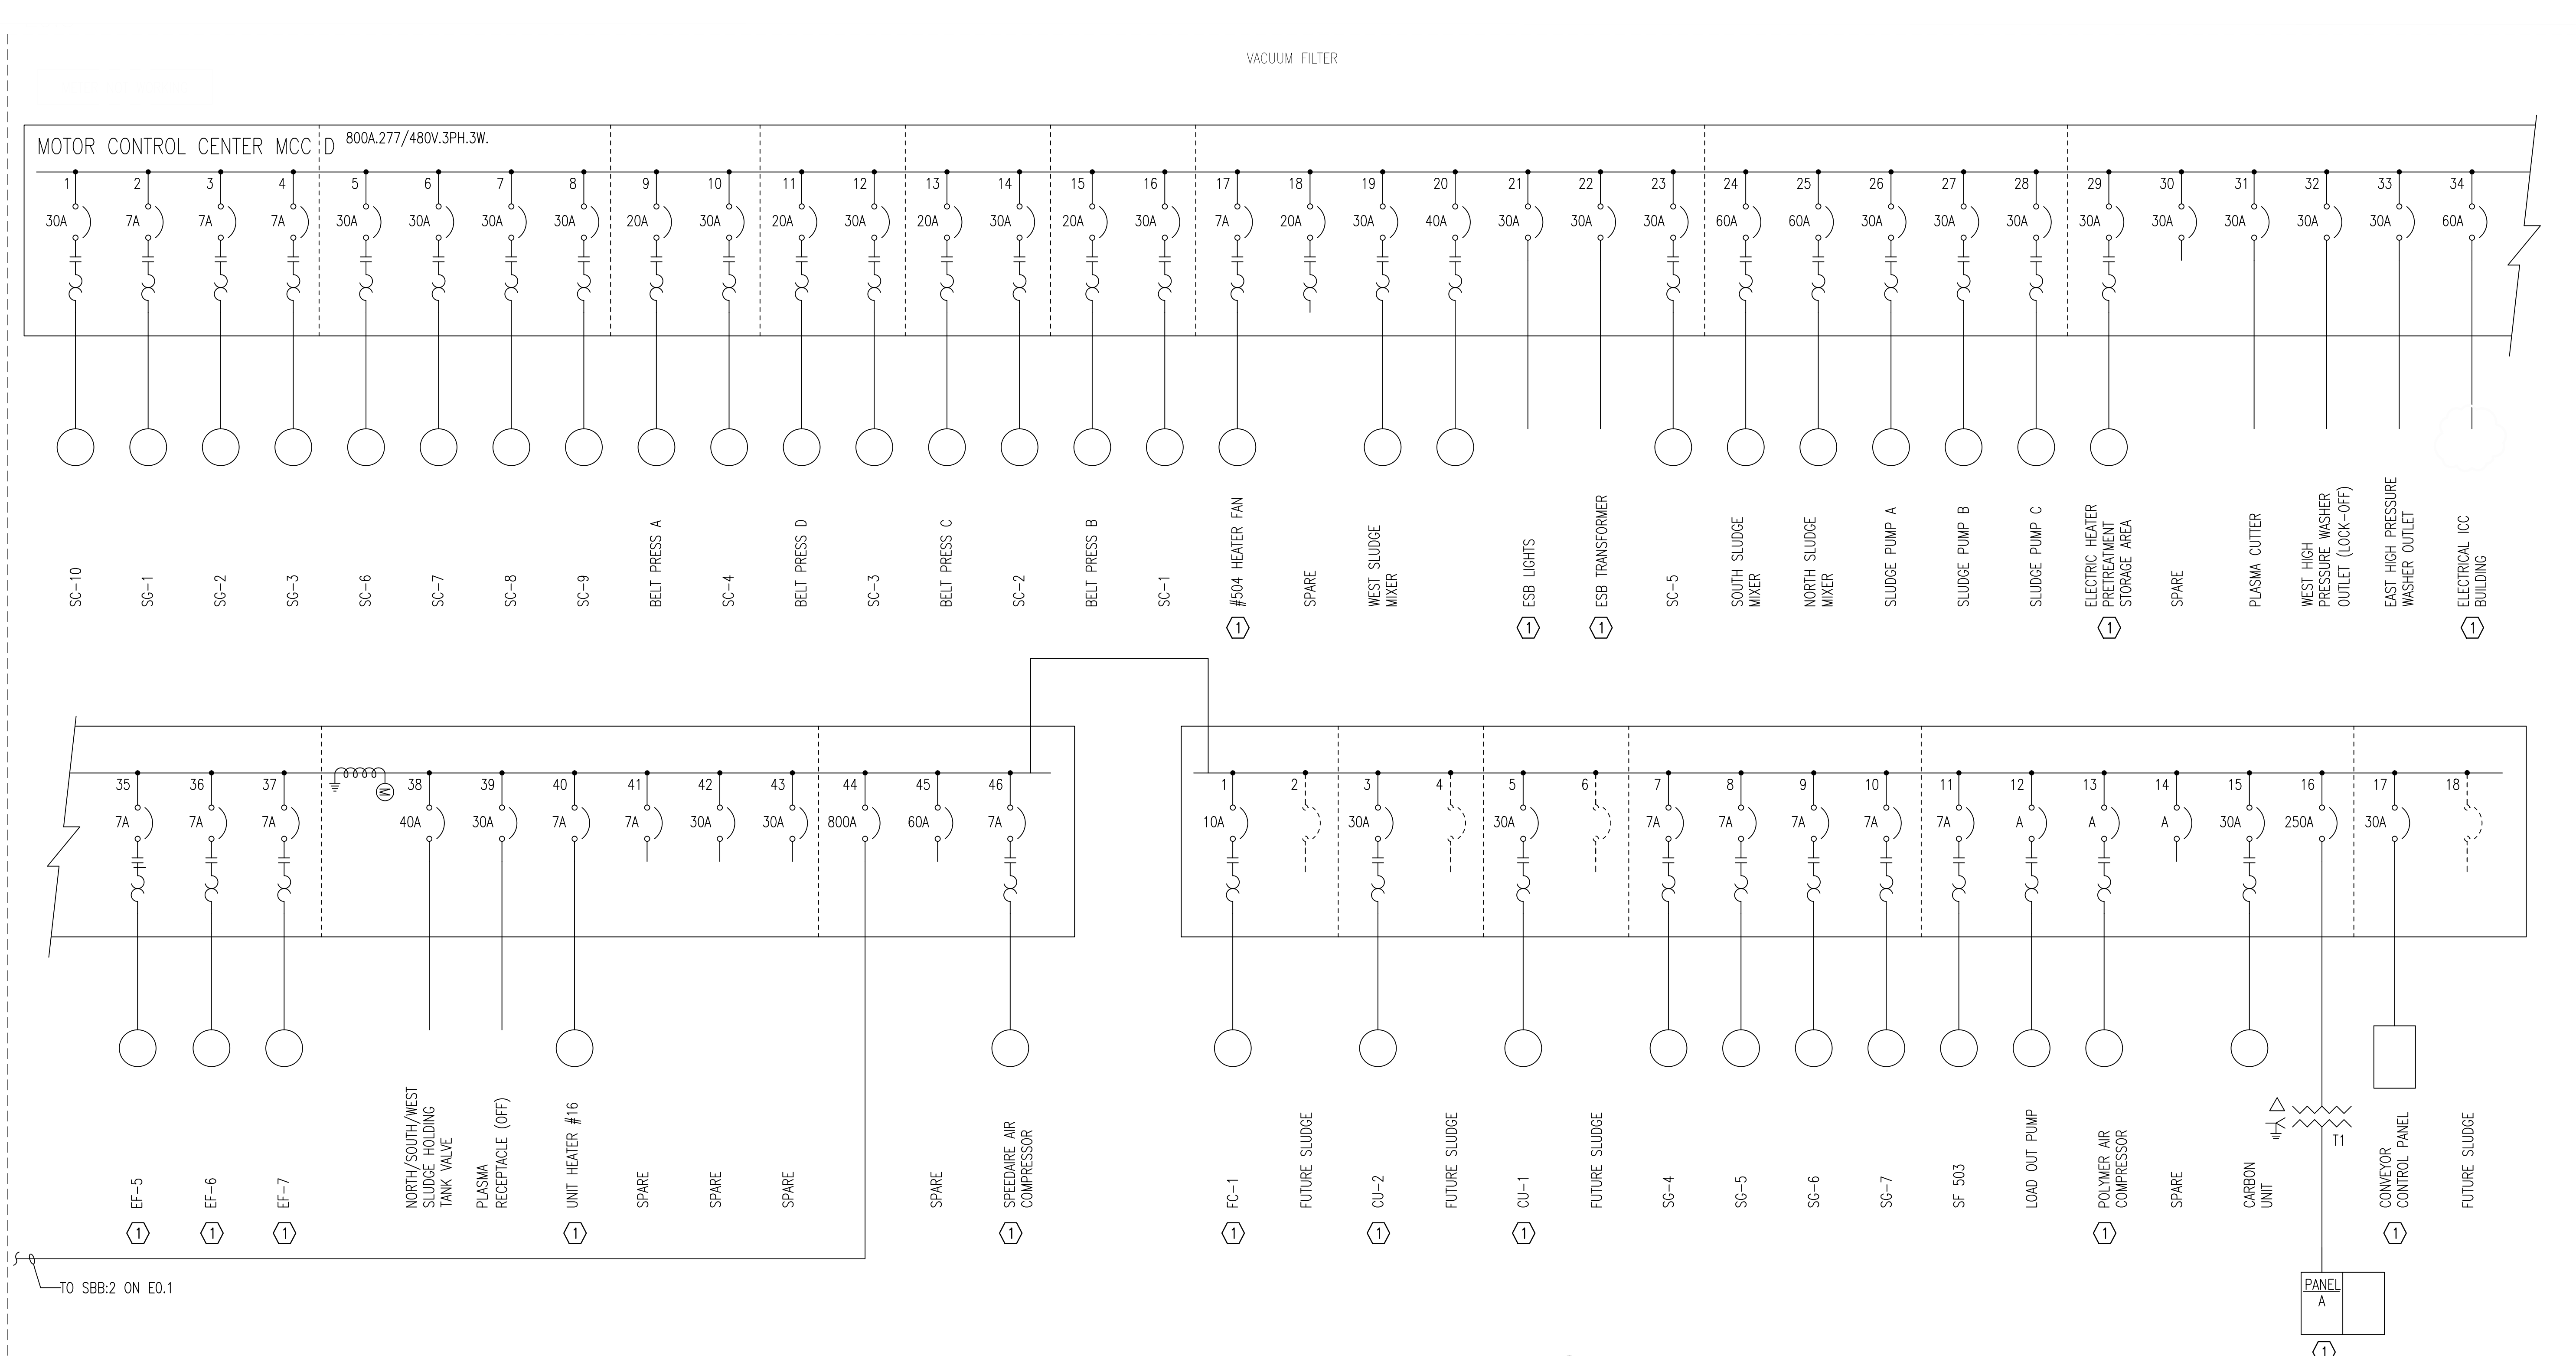 VACUUM FILTER
MOTOR CONTROL CENTER MCC D
800A.277/480V.3PH.3W.
1 2 3 4 5 6 7 8 9 10 11 12 13 14 15 16 17 18 19 20 21 22 23 24 25 26 27 28 29 30 31 32 33 34
30A 7A 7A 7A 30A 30A 30A 30A 20A 30A 20A 30A 20A 30A 20A 30A 7A 20A 30A 40A 30A 30A 30A 60A 60A 30A 30A 30A 30A 30A 30A 30A 30A 60A
SC-10
SG-1
SG-2
SG-3
SC-6
SC-7
SC-8
SC-9
BELT PRESS A
SC-4
BELT PRESS D
SC-3
BELT PRESS C
SC-2
BELT PRESS B
SC-1
#504 HEATER FAN
1
SPARE
WEST SLUDGE
MIXER
ESB LIGHTS
1
ESB TRANSFORMER
1
SC-5
SOUTH SLUDGE
MIXER
NORTH SLUDGE
MIXER
SLUDGE PUMP A
SLUDGE PUMP B
SLUDGE PUMP C
ELECTRIC HEATER
PRETREATMENT
STORAGE AREA
1
SPARE
PLASMA CUTTER
WEST HIGH
PRESSURE WASHER
OUTLET (LOCK-OFF)
EAST HIGH PRESSURE
WASHER OUTLET
ELECTRICAL ICC
BUILDING
1
35 36 37 38 39 40 41 42 43 44 45 46
M
7A 7A 7A 40A 30A 7A 7A 30A 30A 800A 60A 7A
EF-5
1
EF-6
1
EF-7
1
NORTH/SOUTH/WEST
SLUDGE HOLDING
TANK VALVE
PLASMA
RECEPTACLE (OFF)
UNIT HEATER #16
1
SPARE
SPARE
SPARE
SPARE
SPEEDAIRE AIR
COMPRESSOR
1
TO SBB:2 ON E0.1
1 2 3 4 5 6 7 8 9 10 11 12 13 14 15 16 17 18
10A 30A 30A 7A 7A 7A 7A 7A A A A 30A 250A 30A
FC-1
1
FUTURE SLUDGE
CU-2
1
FUTURE SLUDGE
CU-1
1
FUTURE SLUDGE
SG-4
SG-5
SG-6
SG-7
SF 503
LOAD OUT PUMP
POLYMER AIR
COMPRESSOR
1
SPARE
CARBON
UNIT
T1
PANEL
A
1
CONVEYOR
CONTROL PANEL
1
FUTURE SLUDGE